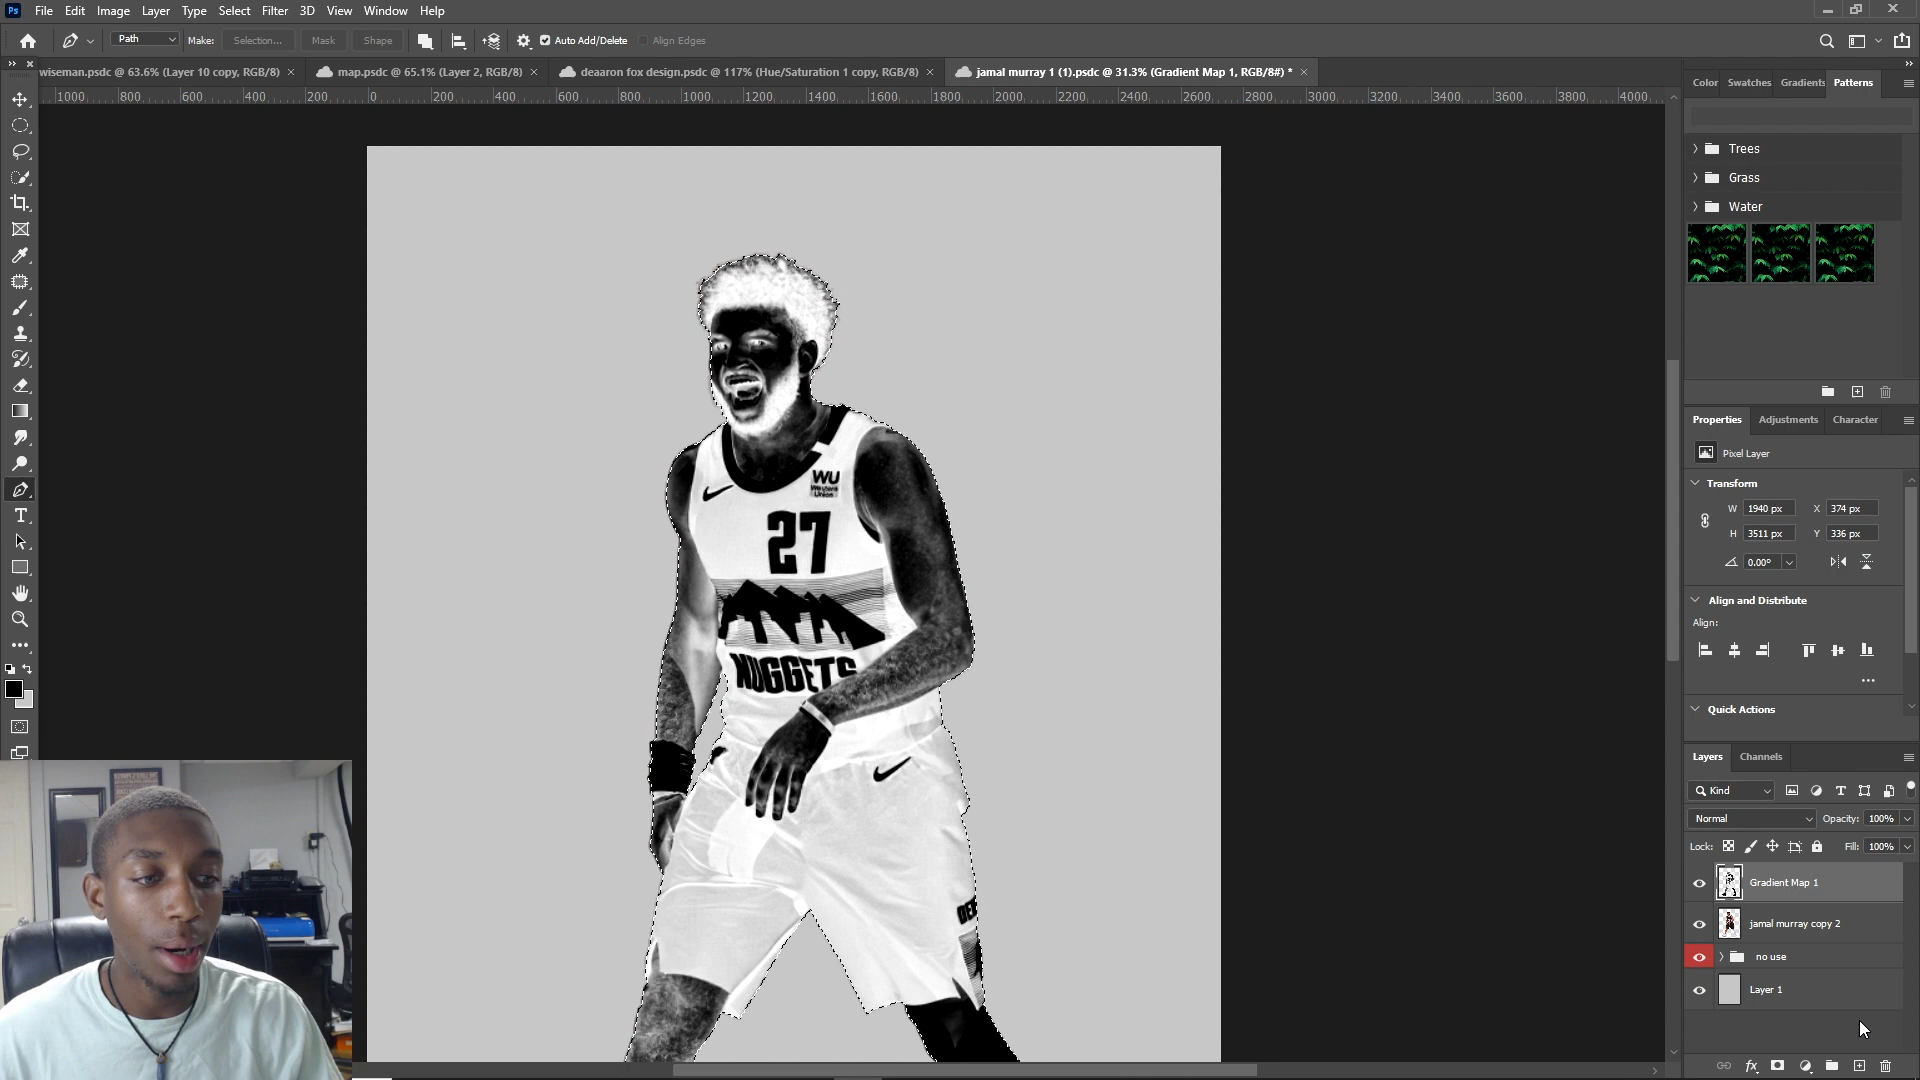 Ps File Edit Image Layer Type Select Filter 3D View Window Help
Path Make: Selection... Mask Shape Auto Add/Delete Align Edges
wiseman.psdc @ 63.6% (Layer 10 copy, RGB/8) × map.psdc @ 65.1% (Layer 2, RGB/8) × deaaron fox design.psdc @ 117% (Hue/Saturation 1 copy, RGB/8) × jamal murray 1 (1).psdc @ 31.3% (Gradient Map 1, RGB/8#) * ×
1000 800 600 400 200 0 200 400 600 800 1000 1200 1400 1600 1800 2000 2200 2400 2600 2800 3000 3200 3400 3600 3800 4000
Color Swatches Gradients Patterns
Trees
Grass
Water
Properties Adjustments Character
Pixel Layer
Transform
W 1940 px X 374 px
H 3511 px Y 336 px
0.00°
Align and Distribute
Align:
Quick Actions
Layers Channels
Kind
Normal Opacity: 100%
Lock: Fill: 100%
Gradient Map 1
jamal murray copy 2
no use
Layer 1
WU
Western
Union
27
NUGGETS